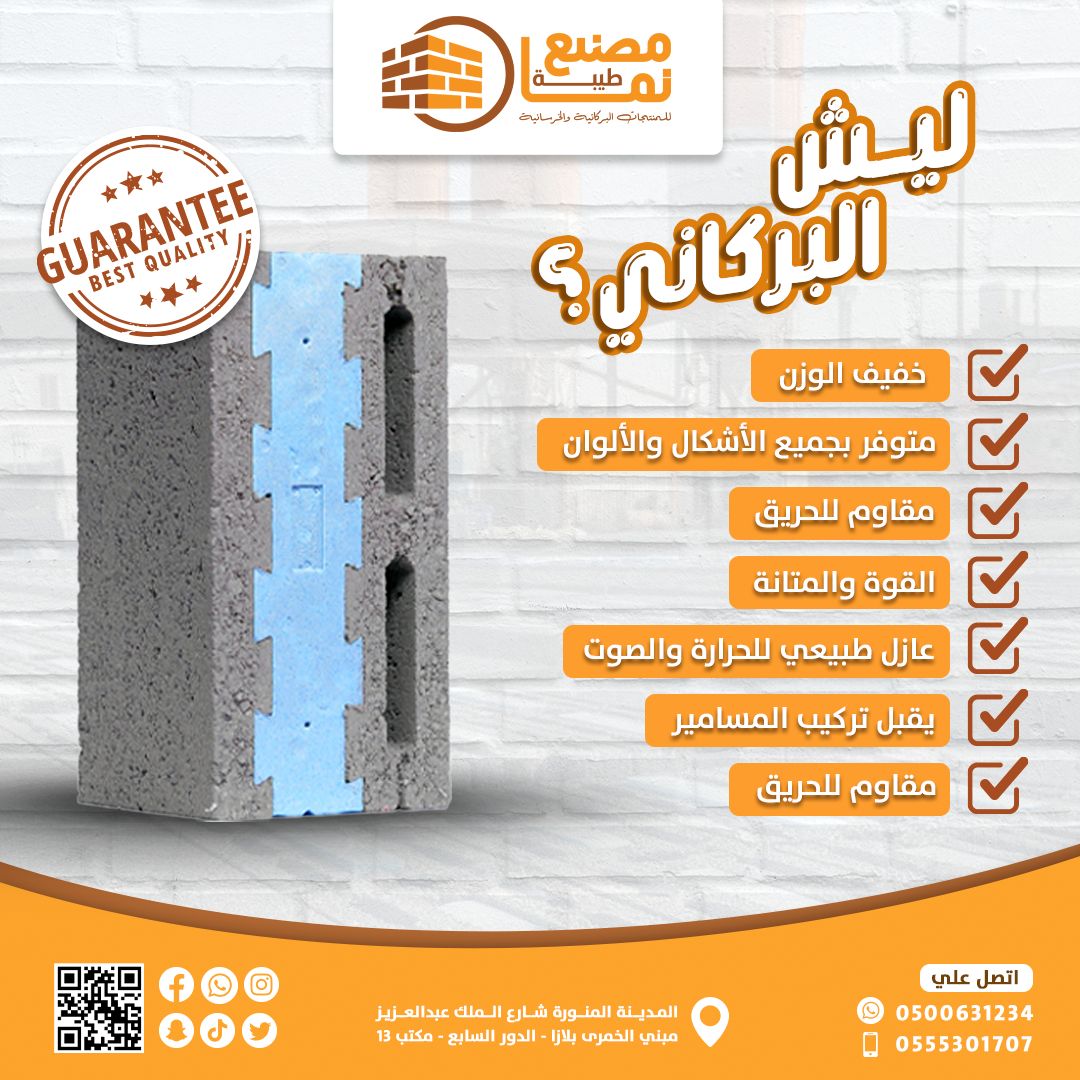 مصنع
نما
طيبة
للمنتجات البركانية والخرسانية
GUARANTEE
BEST QUALITY
ليش
البركاني؟
خفيف الوزن
متوفر بجميع الأشكال والألوان
مقاوم للحريق
القوة والمتانة
عازل طبيعي للحرارة والصوت
يقبل تركيب المسامير
مقاوم للحريق
اتصل علي
0500631234
0555301707
المدينة المنورة شارع الملك عبدالعزيز
مبني الخمرى بلازا - الدور السابع - مكتب 13